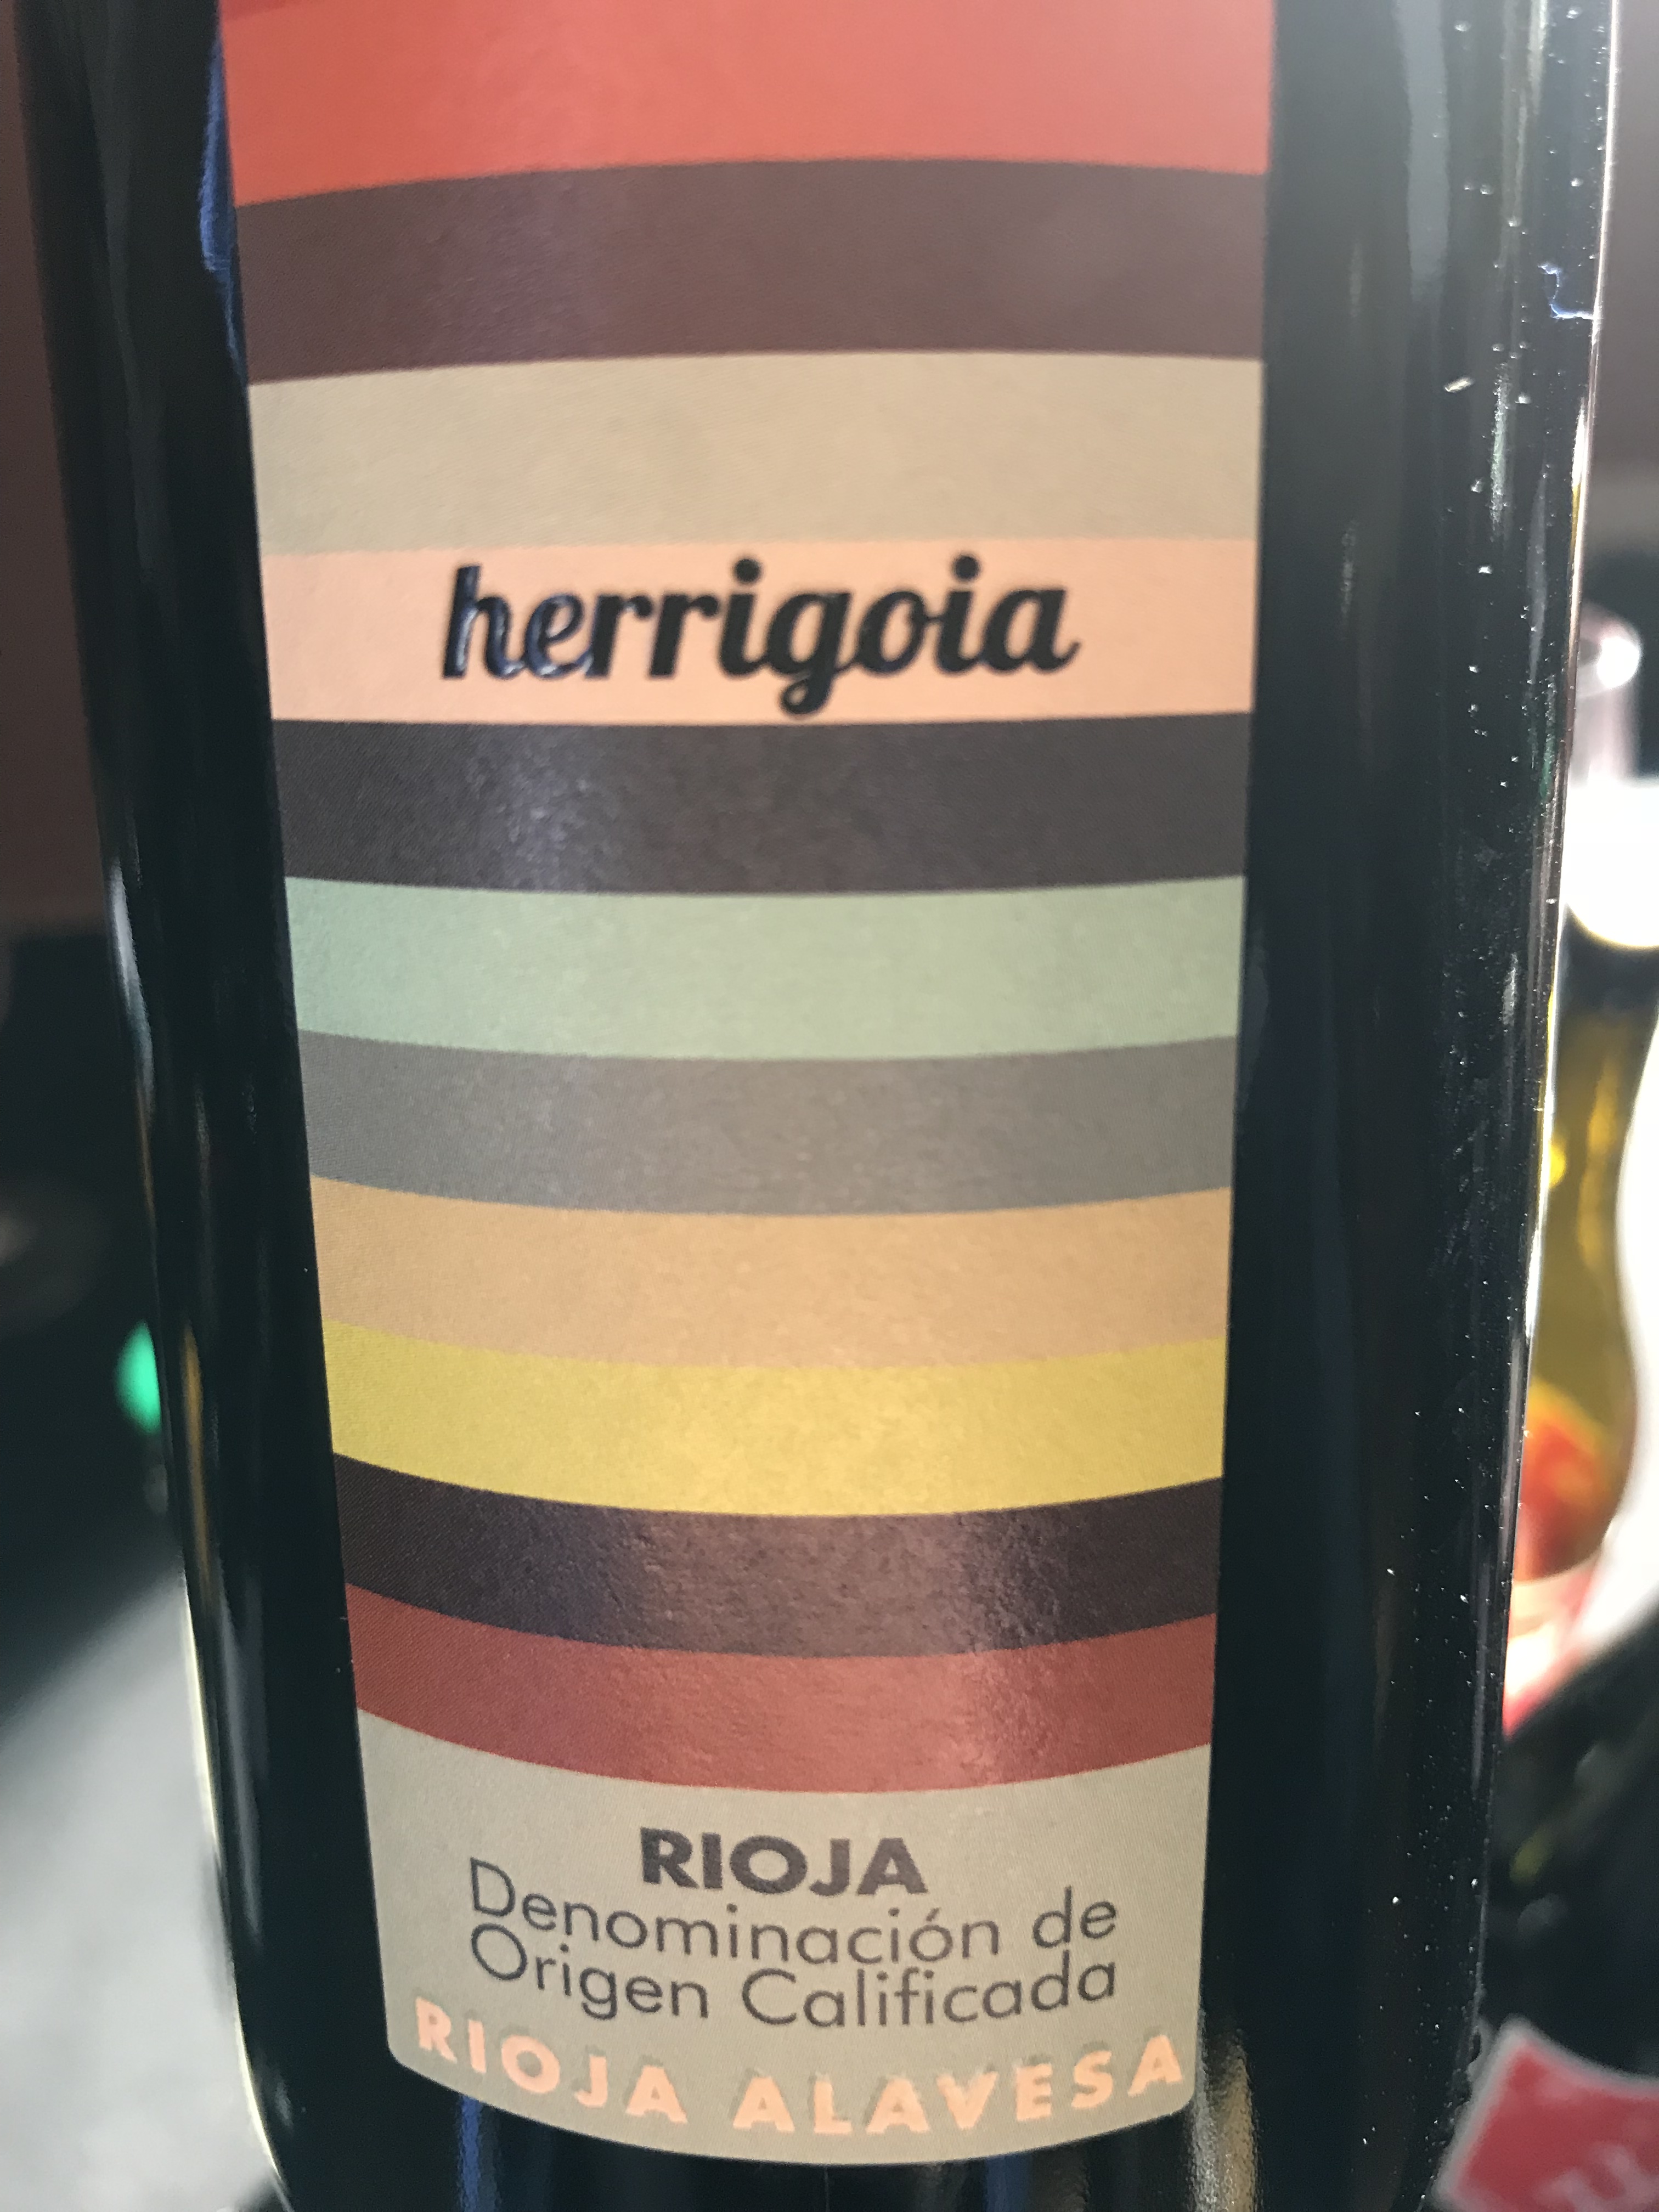 herrigoia
RIOJA
Denominación de
Origen Calificada
RIOJA ALAVESA